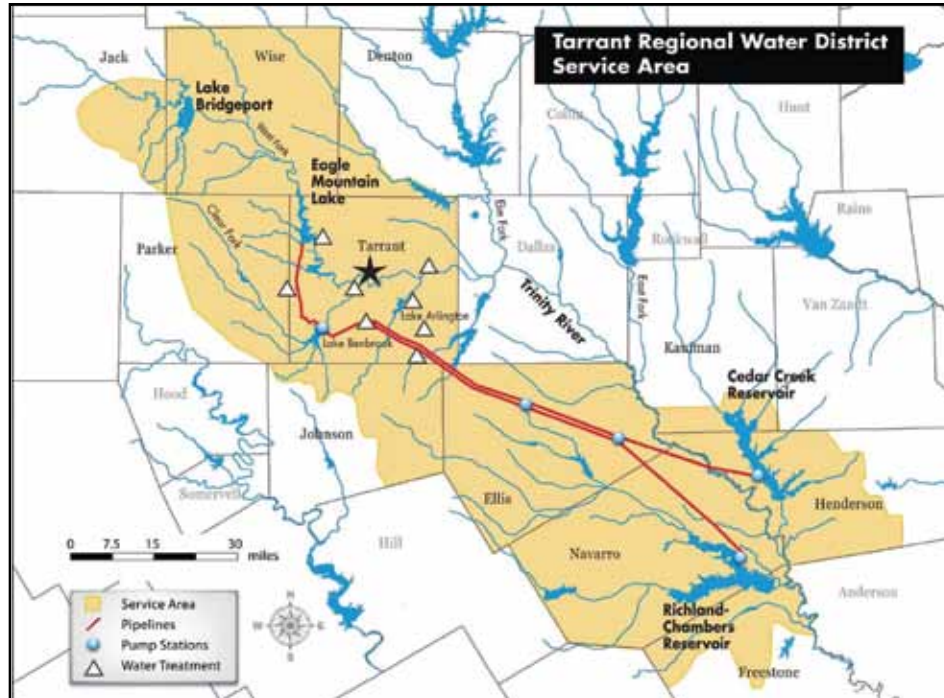 Tarrant Regional Water District
Service Area
Jack
Wise
Denton
Collin
Hunt
Lake
Bridgeport
West Fork
Eagle
Mountain
Lake
Clear Fork
Elm Fork
Parker
Tarrant
Dallas
Rockwall
Rains
Trinity River
East Fork
Van Zandt
Lake Arlington
Lake Benbrook
Kaufman
Cedar Creek
Reservoir
Hood
Johnson
Somervell
Ellis
Henderson
0 7.5 15 30
miles
Hill
Navarro
Anderson
Richland-
Chambers
Reservoir
Freestone
Service Area
Pipelines
Pump Stations
Water Treatment
N
W E
S